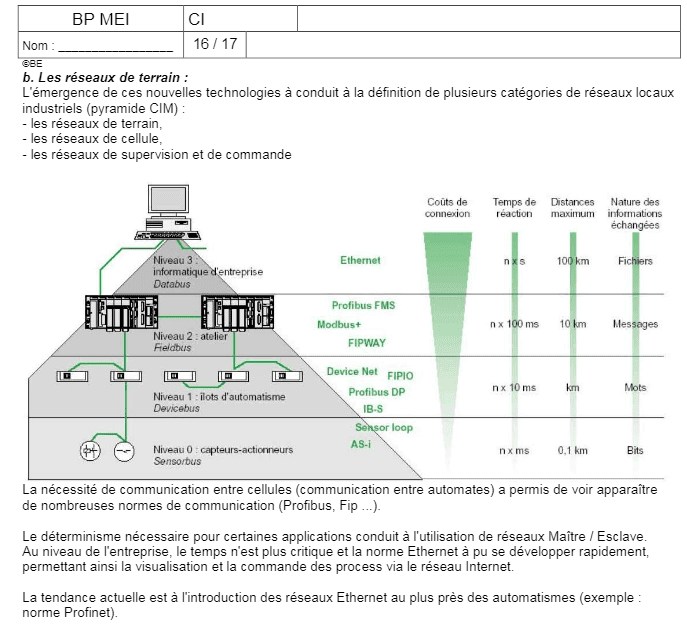 BP MEI CI
Nom : _________________ 16 / 17
©BE
b. Les réseaux de terrain :
L'émergence de ces nouvelles technologies à conduit à la définition de plusieurs catégories de réseaux locaux
industriels (pyramide CIM) :
- les réseaux de terrain,
- les réseaux de cellule,
- les réseaux de supervision et de commande
Coûts de
connexion
Temps de
réaction
Distances
maximum
Nature des
informations
échangées
Niveau 3 :
informatique d'entreprise
Databus
Ethernet
n x s
100 km
Fichiers
Niveau 2 : atelier
Fieldbus
Profibus FMS
Modbus+
FIPWAY
n x 100 ms
10 km
Messages
Niveau 1 : îlots d'automatisme
Devicebus
Device Net
FIPIO
Profibus DP
IB-S
n x 10 ms
km
Mots
Niveau 0 : capteurs-actionneurs
Sensorbus
Sensor loop
AS-i
n x ms
0,1 km
Bits
La nécessité de communication entre cellules (communication entre automates) a permis de voir apparaître
de nombreuses normes de communication (Profibus, Fip ...).
Le déterminisme nécessaire pour certaines applications conduit à l'utilisation de réseaux Maître / Esclave.
Au niveau de l'entreprise, le temps n'est plus critique et la norme Ethernet à pu se développer rapidement,
permettant ainsi la visualisation et la commande des process via le réseau Internet.
La tendance actuelle est à l'introduction des réseaux Ethernet au plus près des automatismes (exemple :
norme Profinet).